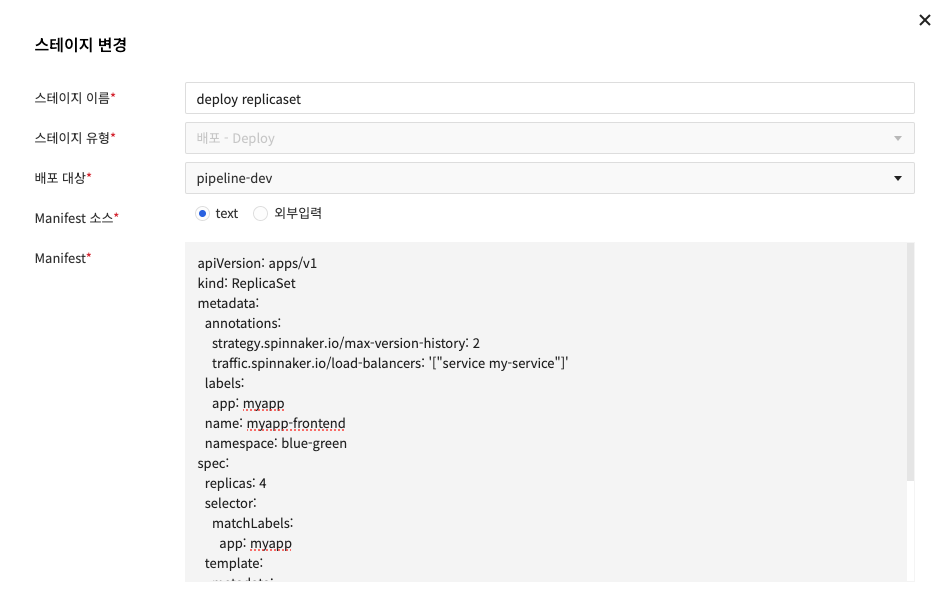 스테이지 변경
스테이지 이름* deploy replicaset
스테이지 유형* 배포 - Deploy
배포 대상* pipeline-dev
Manifest 소스* text 외부입력
Manifest*
apiVersion: apps/v1
kind: ReplicaSet
metadata:
  annotations:
    strategy.spinnaker.io/max-version-history: 2
    traffic.spinnaker.io/load-balancers: '["service my-service"]'
  labels:
    app: myapp
  name: myapp-frontend
  namespace: blue-green
spec:
  replicas: 4
  selector:
    matchLabels:
      app: myapp
  template:
    metadata: